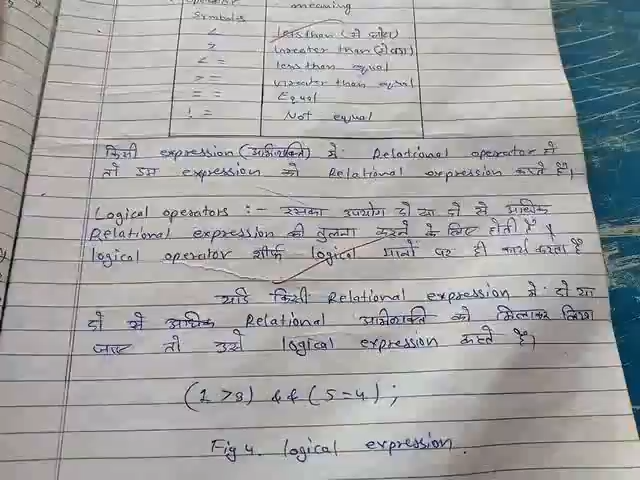 Operator Symbols meaning
< less than (से छोटा)
> Greater than (से बड़ा)
< = less than equal
> = Greater than equal
= = Equal
! = Not equal
किसी expression (अभिव्यक्ति) में Relational operator में
तो उस expression को Relational expression कहते है।
Logical operators :- इसका उपयोग दो या दो से अधिक
Relational expression की तुलना करने के लिए होती है
logical operator सीर्फ logical मानों पर ही कार्य करता है
यदि किसी Relational expression में दो या
दो से अधिक Relational अभिव्यक्ति को मिलाकर लिखा
जाए तो उसे logical expression कहते है।
(1 > 8) && (5 = 4) ;
Fig 4. logical expression.